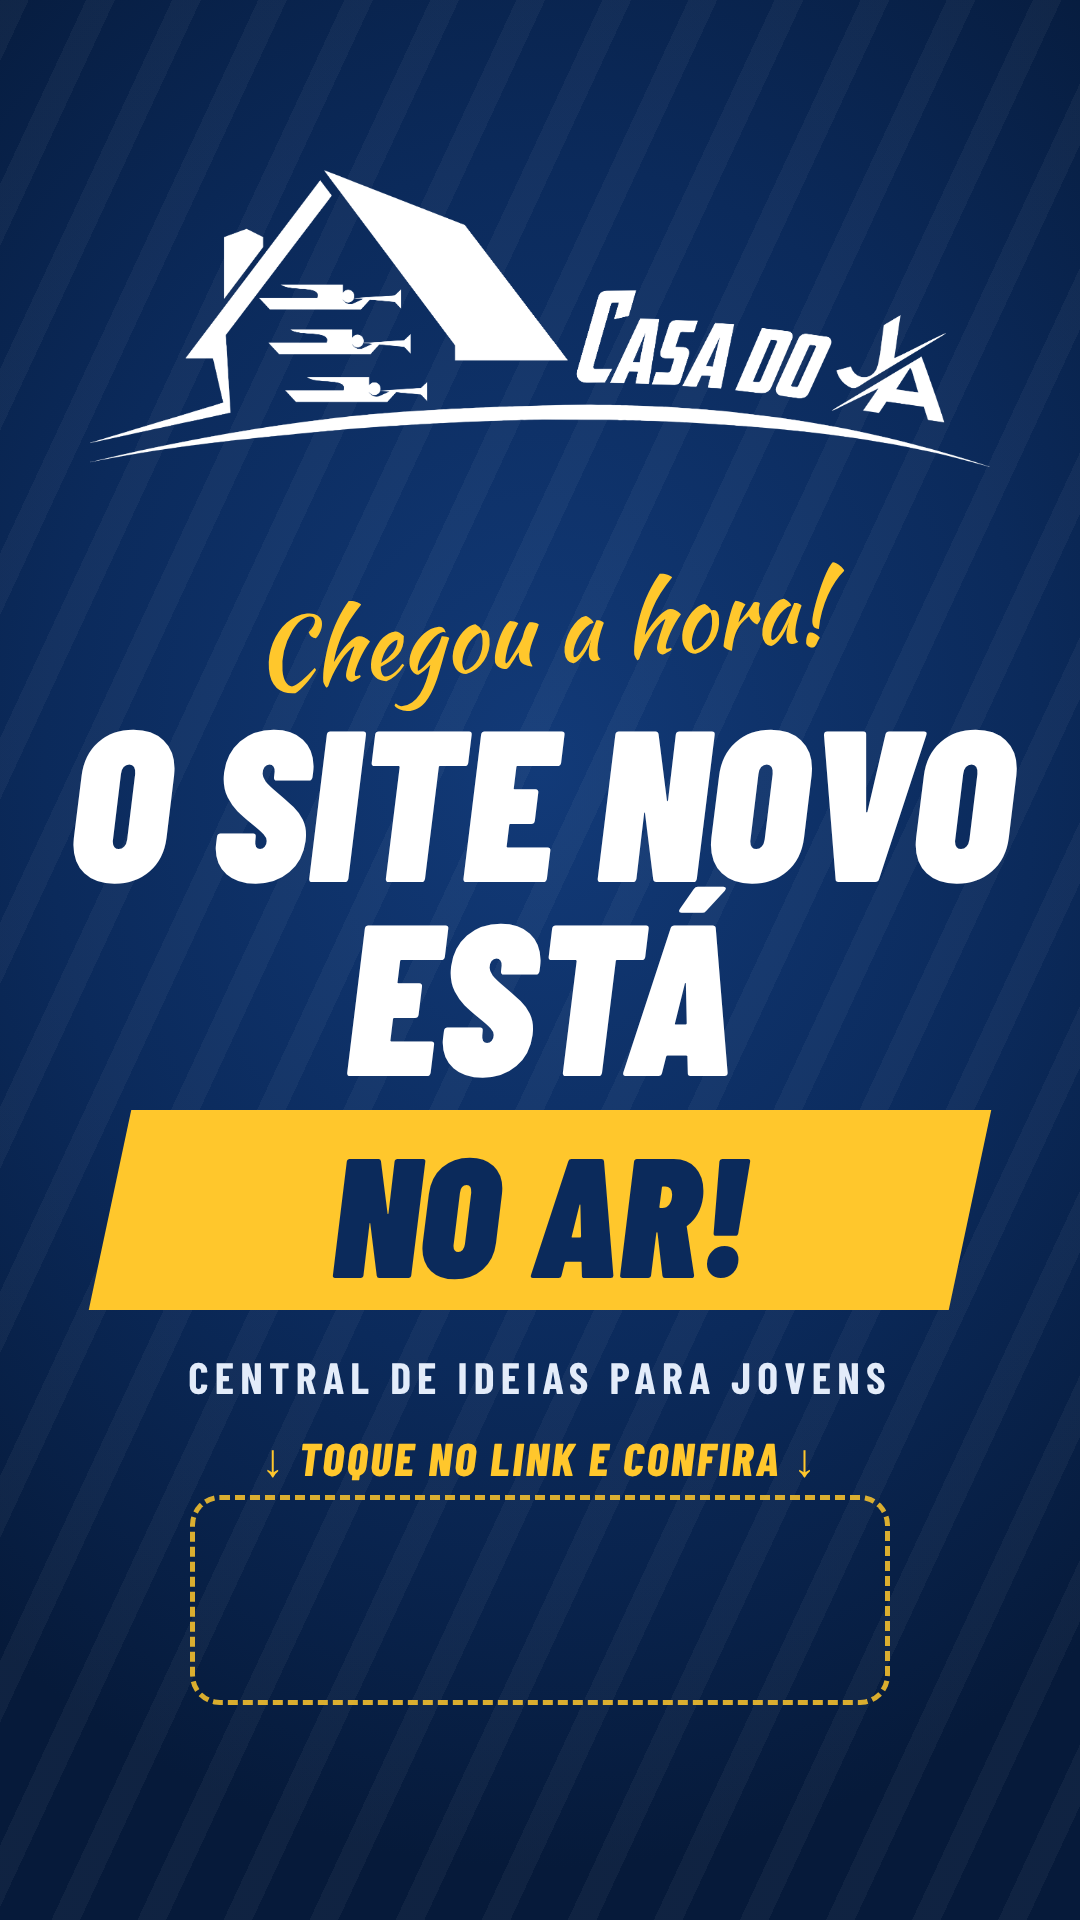 CASA DO JA
Chegou a hora!
O SITE NOVO
ESTÁ
NO AR!
CENTRAL DE IDEIAS PARA JOVENS
↓ TOQUE NO LINK E CONFIRA ↓